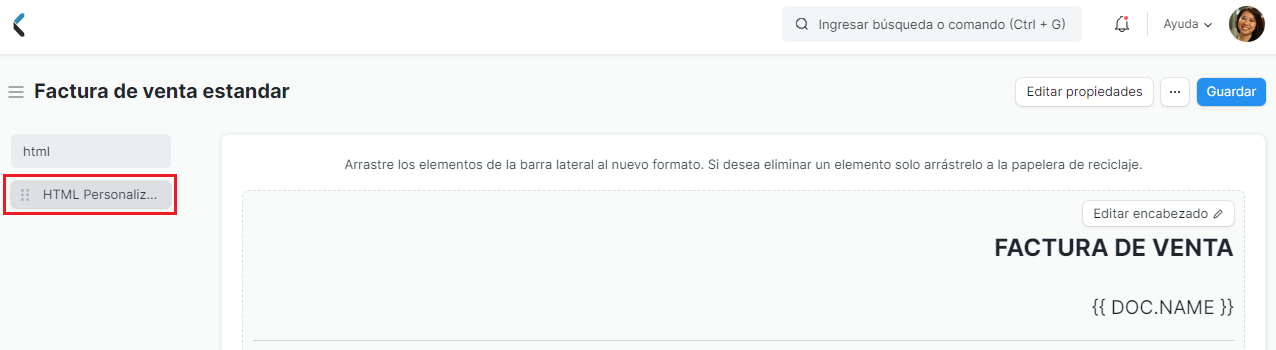 Ingresar búsqueda o comando (Ctrl + G)
Ayuda
Factura de venta estandar
Editar propiedades
...
Guardar
html
Arrastre los elementos de la barra lateral al nuevo formato. Si desea eliminar un elemento solo arrástrelo a la papelera de reciclaje.
HTML Personaliz...
Editar encabezado
FACTURA DE VENTA
{{ DOC.NAME }}